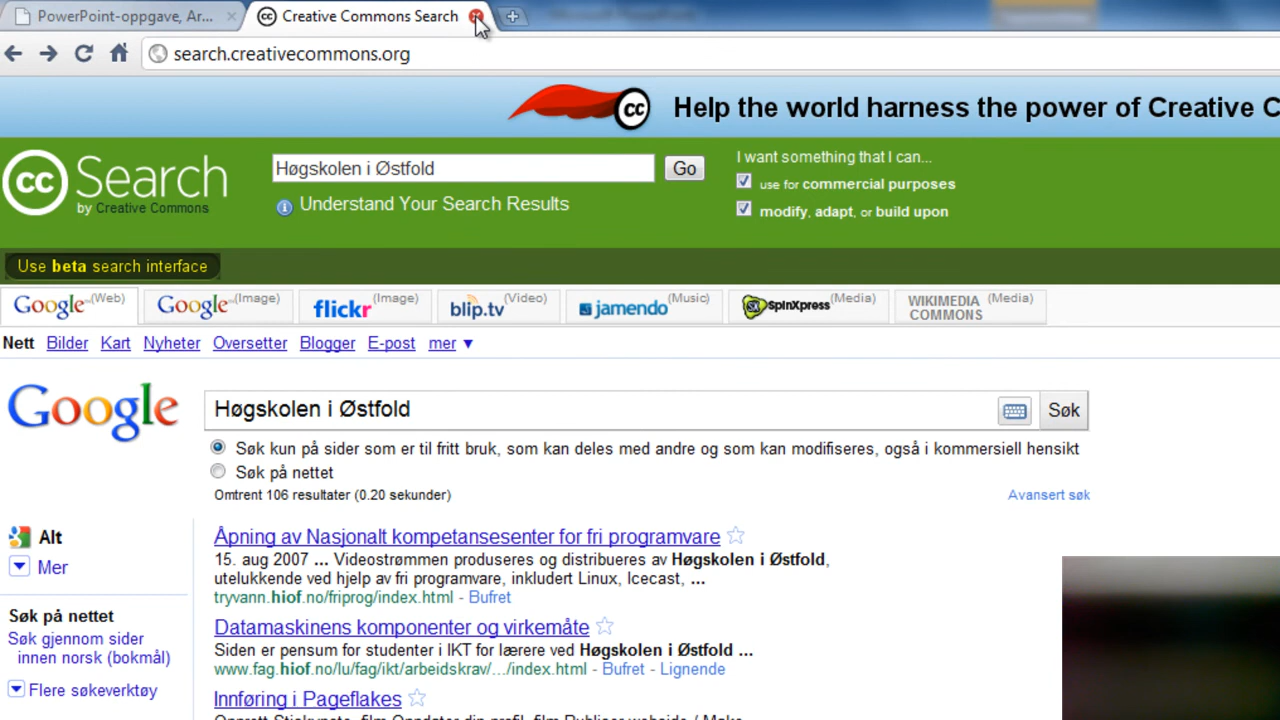 PowerPoint-oppgave, Ar...
Creative Commons Search
search.creativecommons.org
cc Help the world harness the power of Creative C
cc Search
by Creative Commons
Høgskolen i Østfold Go
Understand Your Search Results
I want something that I can...
use for commercial purposes
modify, adapt, or build upon
Use beta search interface
Google (Web) Google (Image) flickr (Image) blip.tv (Video) jamendo (Music) SpinXpress (Media) WIKIMEDIA COMMONS (Media)
Nett Bilder Kart Nyheter Oversetter Blogger E-post mer ▼
Google Høgskolen i Østfold Søk
Søk kun på sider som er til fritt bruk, som kan deles med andre og som kan modifiseres, også i kommersiell hensikt
Søk på nettet
Omtrent 106 resultater (0.20 sekunder) Avansert søk
Alt
Mer
Søk på nettet
Søk gjennom sider
innen norsk (bokmål)
Flere søkeverktøy
Åpning av Nasjonalt kompetansesenter for fri programvare
15. aug 2007 ... Videostrømmen produseres og distribueres av Høgskolen i Østfold,
utelukkende ved hjelp av fri programvare, inkludert Linux, Icecast, ...
tryvann.hiof.no/friprog/index.html - Bufret
Datamaskinens komponenter og virkemåte
Siden er pensum for studenter i IKT for lærere ved Høgskolen i Østfold ...
www.fag.hiof.no/lu/fag/ikt/arbeidskrav/.../index.html - Bufret - Lignende
Innføring i Pageflakes